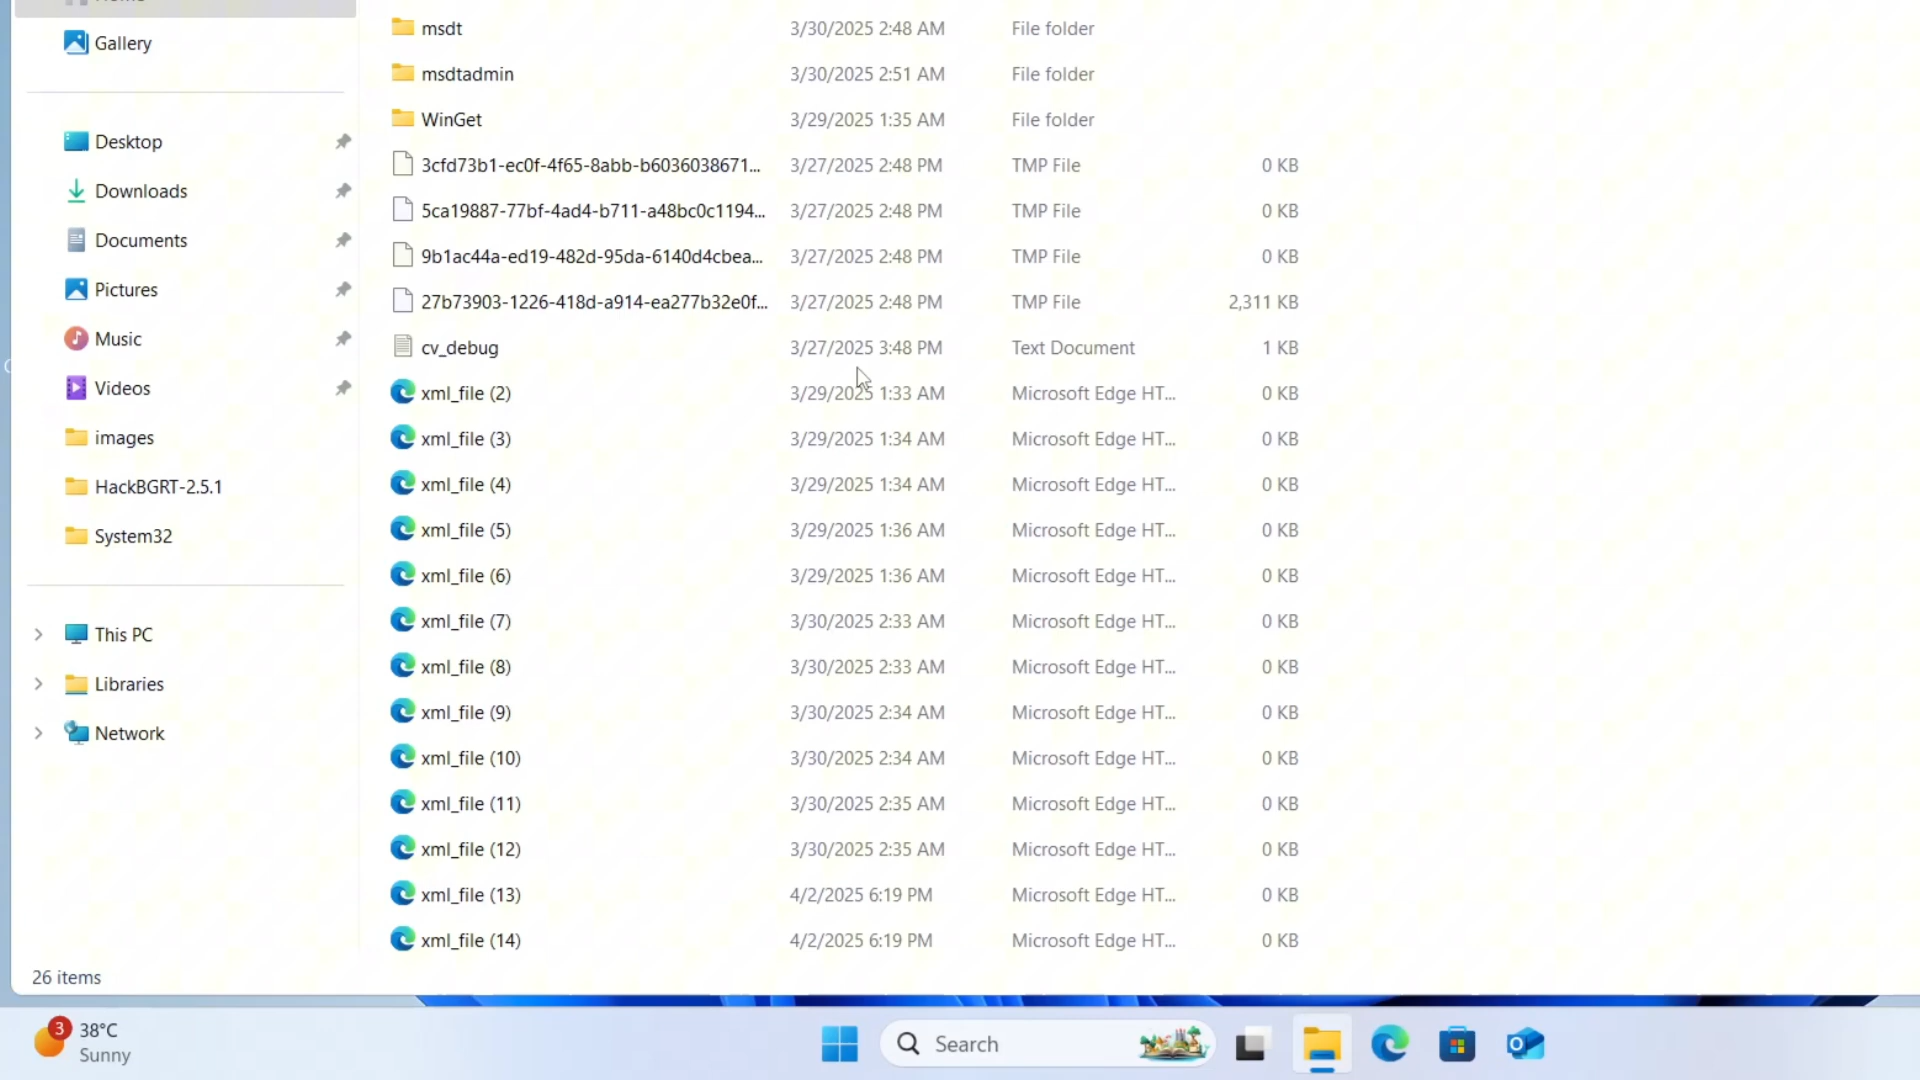 Home
Gallery
Desktop
Downloads
Documents
Pictures
Music
Videos
images
HackBGRT-2.5.1
System32
This PC
Libraries
Network
msdt 3/30/2025 2:48 AM File folder
msdtadmin 3/30/2025 2:51 AM File folder
WinGet 3/29/2025 1:35 AM File folder
3cfd73b1-ec0f-4f65-8abb-b6036038671... 3/27/2025 2:48 PM TMP File 0 KB
5ca19887-77bf-4ad4-b711-a48bc0c1194... 3/27/2025 2:48 PM TMP File 0 KB
9b1ac44a-ed19-482d-95da-6140d4cbea... 3/27/2025 2:48 PM TMP File 0 KB
27b73903-1226-418d-a914-ea277b32e0f... 3/27/2025 2:48 PM TMP File 2,311 KB
cv_debug 3/27/2025 3:48 PM Text Document 1 KB
xml_file (2) 3/29/2025 1:33 AM Microsoft Edge HT... 0 KB
xml_file (3) 3/29/2025 1:34 AM Microsoft Edge HT... 0 KB
xml_file (4) 3/29/2025 1:34 AM Microsoft Edge HT... 0 KB
xml_file (5) 3/29/2025 1:36 AM Microsoft Edge HT... 0 KB
xml_file (6) 3/29/2025 1:36 AM Microsoft Edge HT... 0 KB
xml_file (7) 3/30/2025 2:33 AM Microsoft Edge HT... 0 KB
xml_file (8) 3/30/2025 2:33 AM Microsoft Edge HT... 0 KB
xml_file (9) 3/30/2025 2:34 AM Microsoft Edge HT... 0 KB
xml_file (10) 3/30/2025 2:34 AM Microsoft Edge HT... 0 KB
xml_file (11) 3/30/2025 2:35 AM Microsoft Edge HT... 0 KB
xml_file (12) 3/30/2025 2:35 AM Microsoft Edge HT... 0 KB
xml_file (13) 4/2/2025 6:19 PM Microsoft Edge HT... 0 KB
xml_file (14) 4/2/2025 6:19 PM Microsoft Edge HT... 0 KB
26 items
3 38°C
Sunny
Search